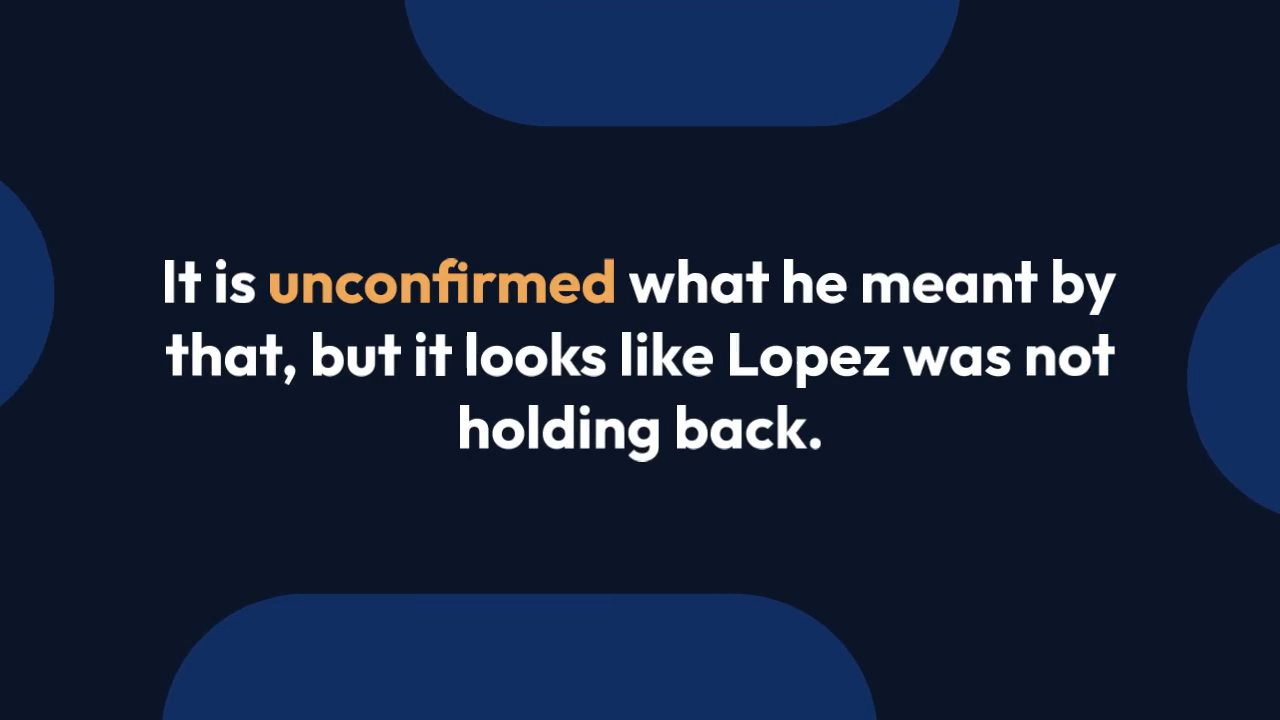 It is unconfirmed what he meant by
that, but it looks like Lopez was not
holding back.